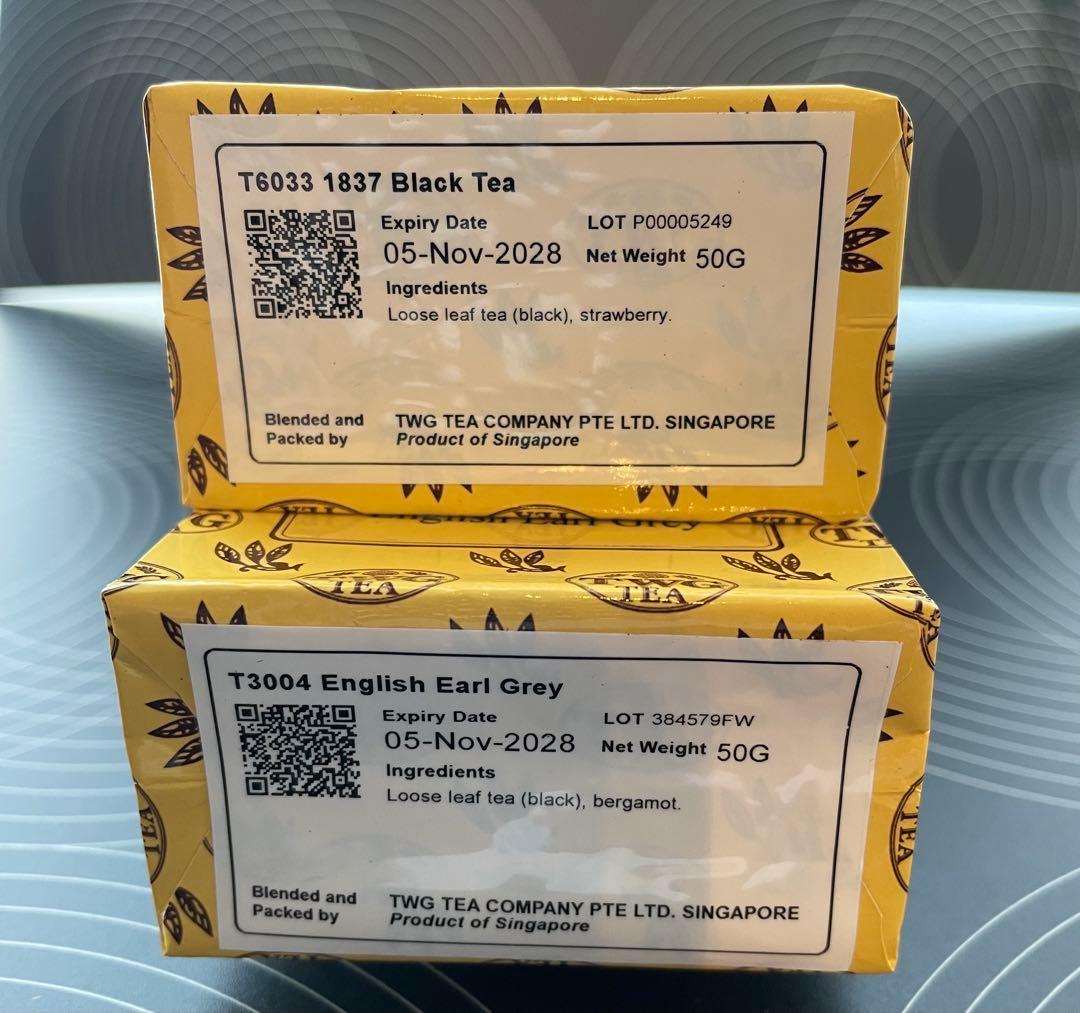 T6033 1837 Black Tea
Expiry Date
LOT P00005249
05-Nov-2028
Net Weight 50G
Ingredients
Loose leaf tea (black), strawberry.
Blended and
Packed by
TWG TEA COMPANY PTE LTD. SINGAPORE
Product of Singapore
TEA
English Earl Grey
TWG
TEA
TWG
TEA
T3004 English Earl Grey
Expiry Date
LOT 384579FW
05-Nov-2028
Net Weight 50G
Ingredients
Loose leaf tea (black), bergamot.
Blended and
Packed by
TWG TEA COMPANY PTE LTD. SINGAPORE
Product of Singapore
TEA
TEA